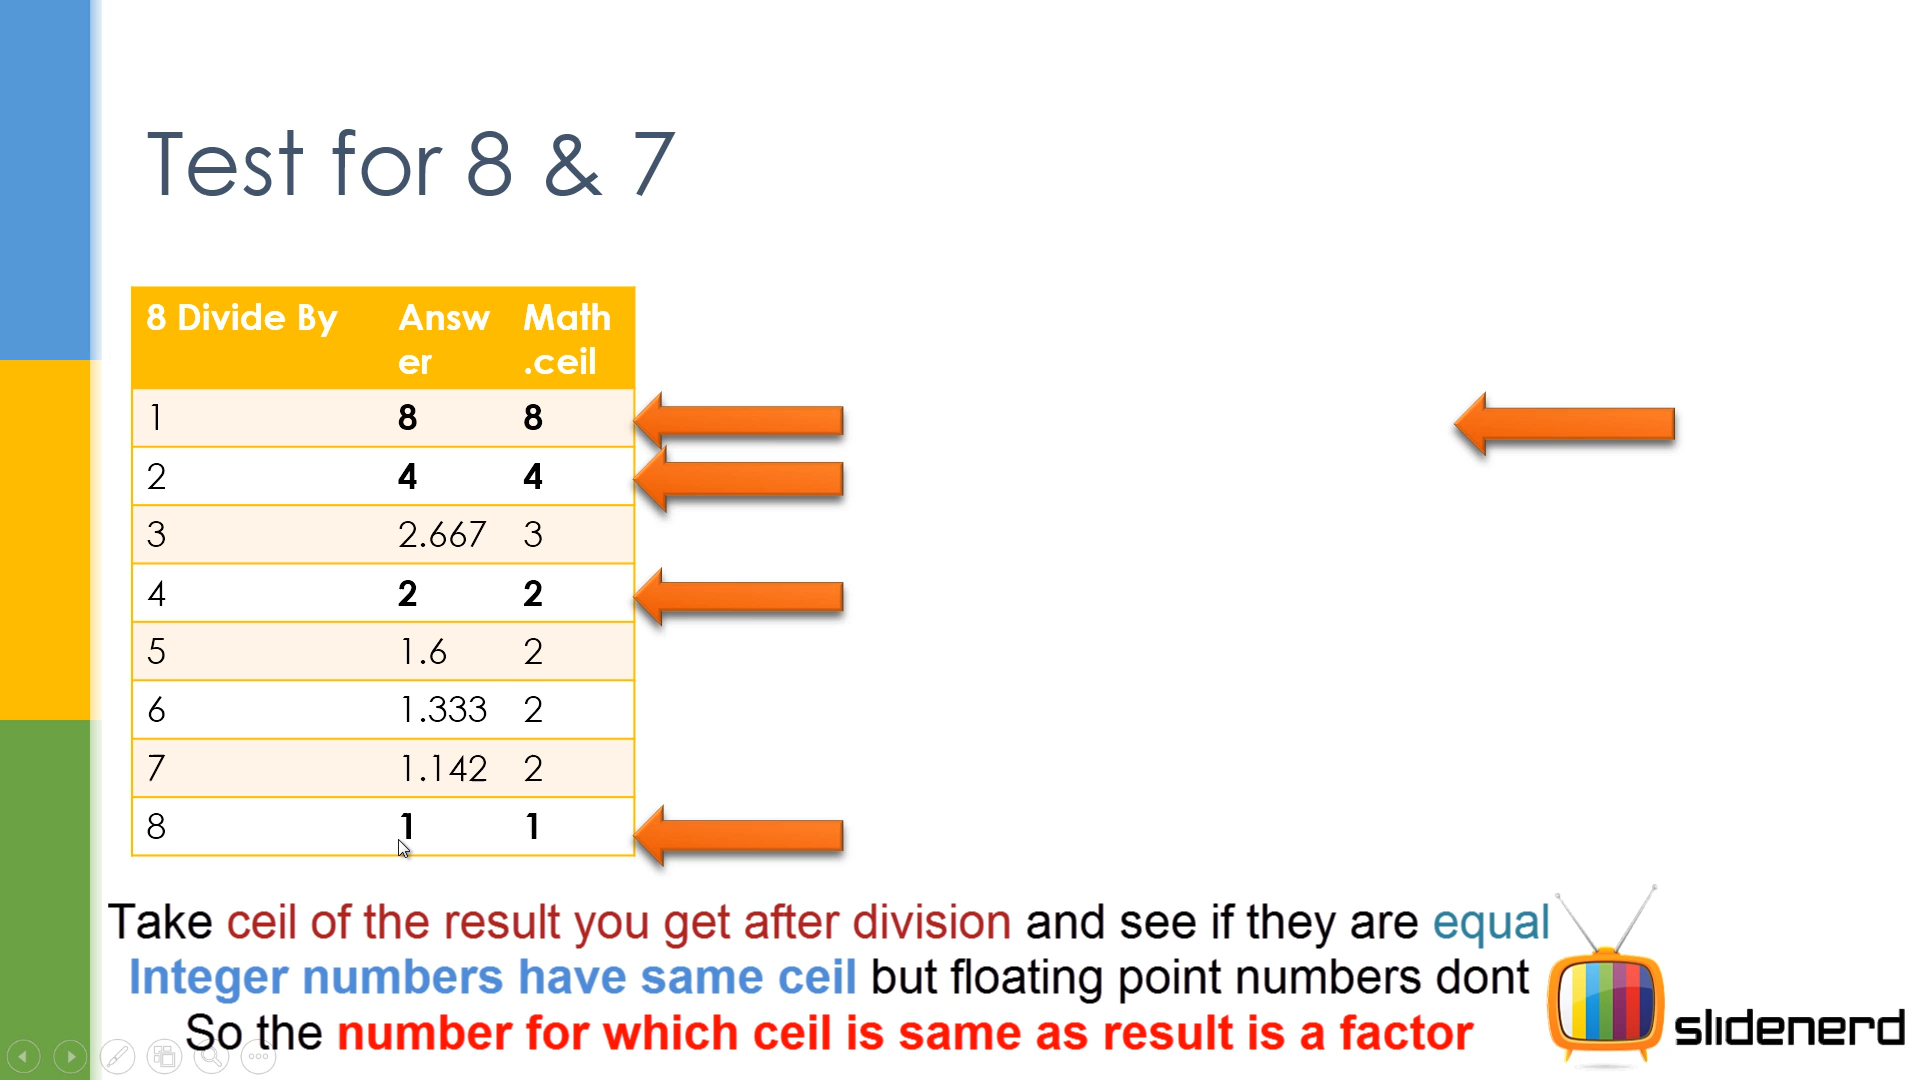 Test for 8 & 7
8 Divide By Answ Math
er .ceil
1 8 8
2 4 4
3 2.667 3
4 2 2
5 1.6 2
6 1.333 2
7 1.142 2
8 1 1
Take ceil of the result you get after division and see if they are equal
Integer numbers have same ceil but floating point numbers dont
So the number for which ceil is same as result is a factor
slidenerd